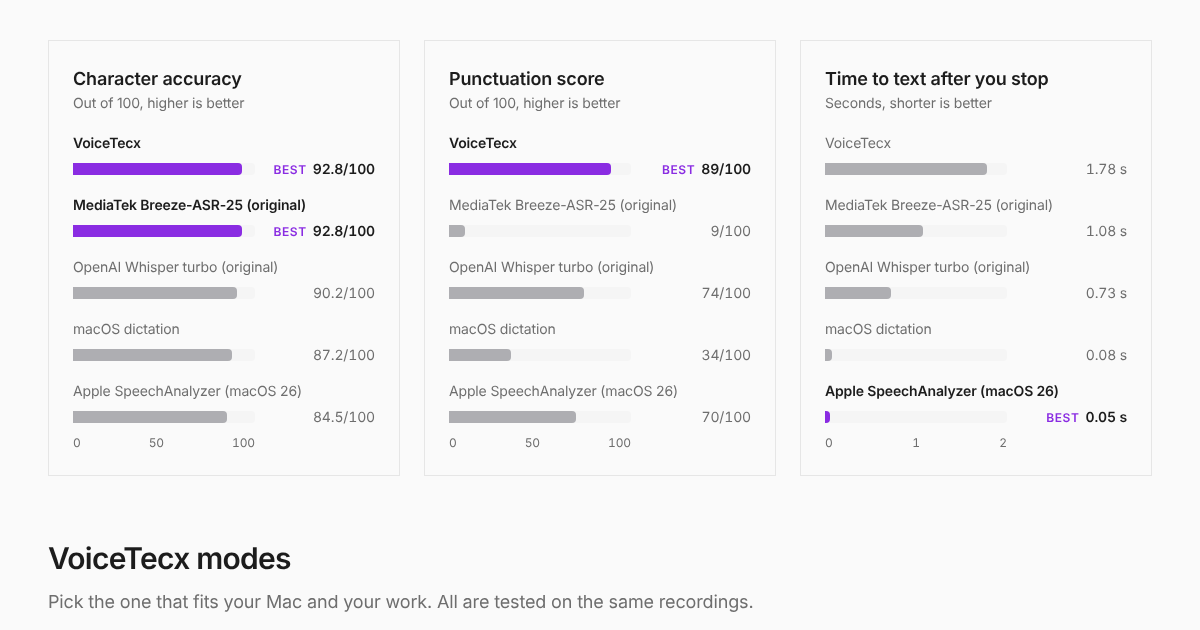 Character accuracy
Out of 100, higher is better
VoiceTecx
BEST 92.8/100
MediaTek Breeze-ASR-25 (original)
BEST 92.8/100
OpenAI Whisper turbo (original)
90.2/100
macOS dictation
87.2/100
Apple SpeechAnalyzer (macOS 26)
84.5/100
0 50 100
Punctuation score
Out of 100, higher is better
VoiceTecx
BEST 89/100
MediaTek Breeze-ASR-25 (original)
9/100
OpenAI Whisper turbo (original)
74/100
macOS dictation
34/100
Apple SpeechAnalyzer (macOS 26)
70/100
0 50 100
Time to text after you stop
Seconds, shorter is better
VoiceTecx
1.78 s
MediaTek Breeze-ASR-25 (original)
1.08 s
OpenAI Whisper turbo (original)
0.73 s
macOS dictation
0.08 s
Apple SpeechAnalyzer (macOS 26)
BEST 0.05 s
0 1 2
VoiceTecx modes
Pick the one that fits your Mac and your work. All are tested on the same recordings.